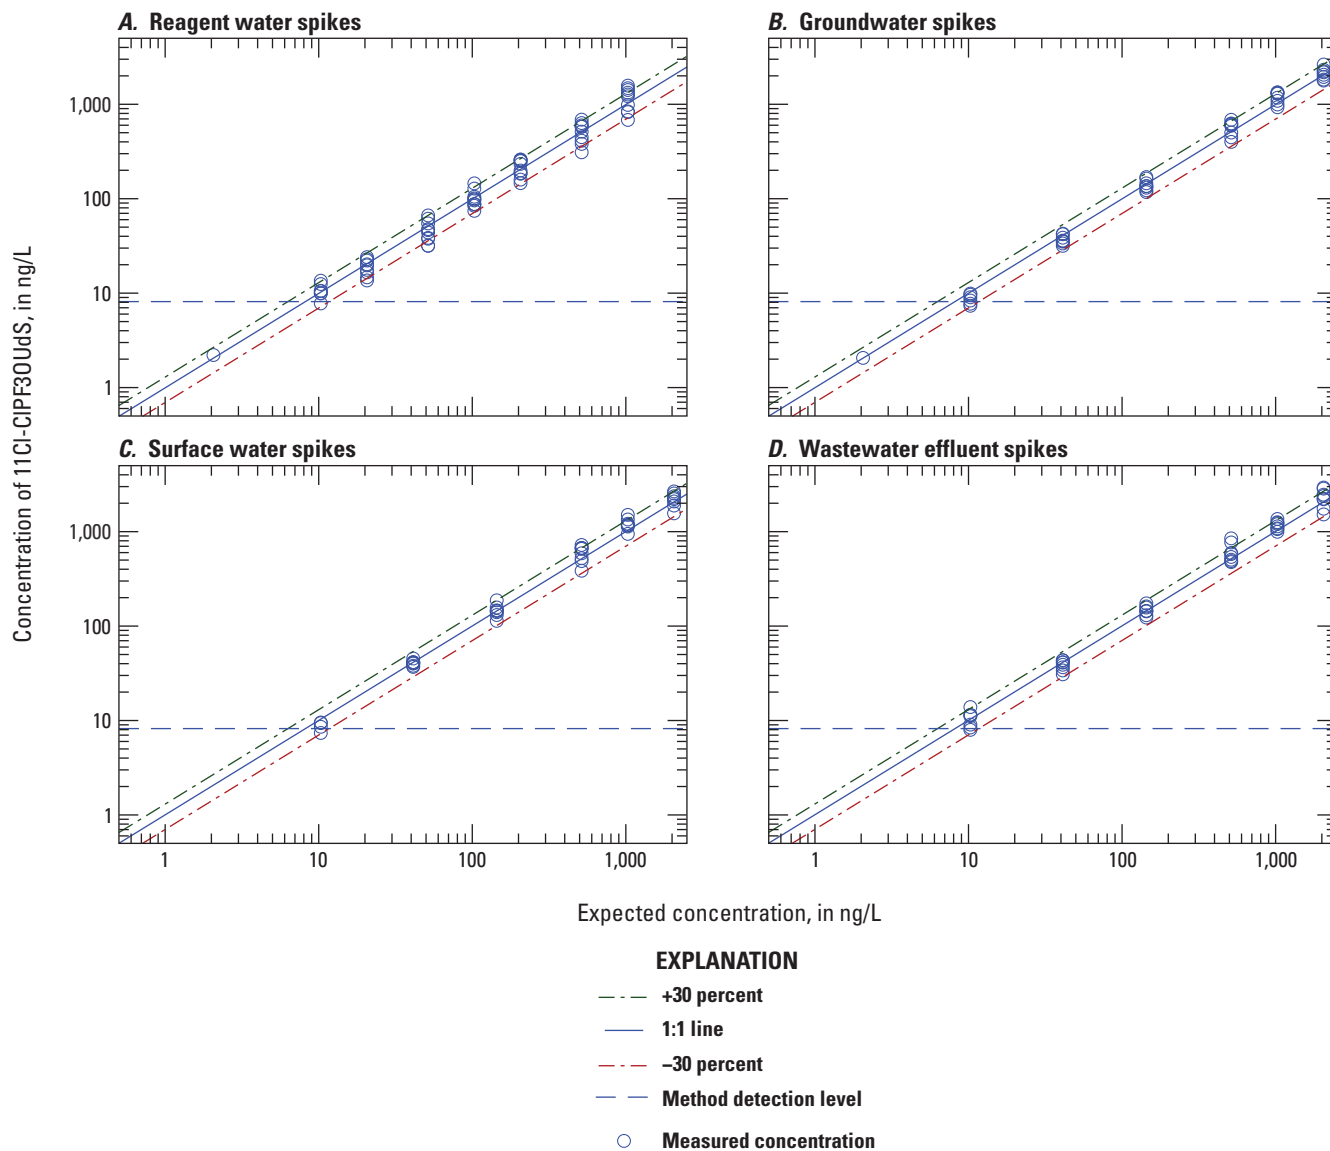 A. Reagent water spikes
B. Groundwater spikes
1,000
100
10
1
C. Surface water spikes
D. Wastewater effluent spikes
1,000
100
10
1
1 10 100 1,000
1 10 100 1,000
Concentration of 11Cl-ClPF3OUdS, in ng/L
Expected concentration, in ng/L
EXPLANATION
+30 percent
1:1 line
–30 percent
Method detection level
Measured concentration